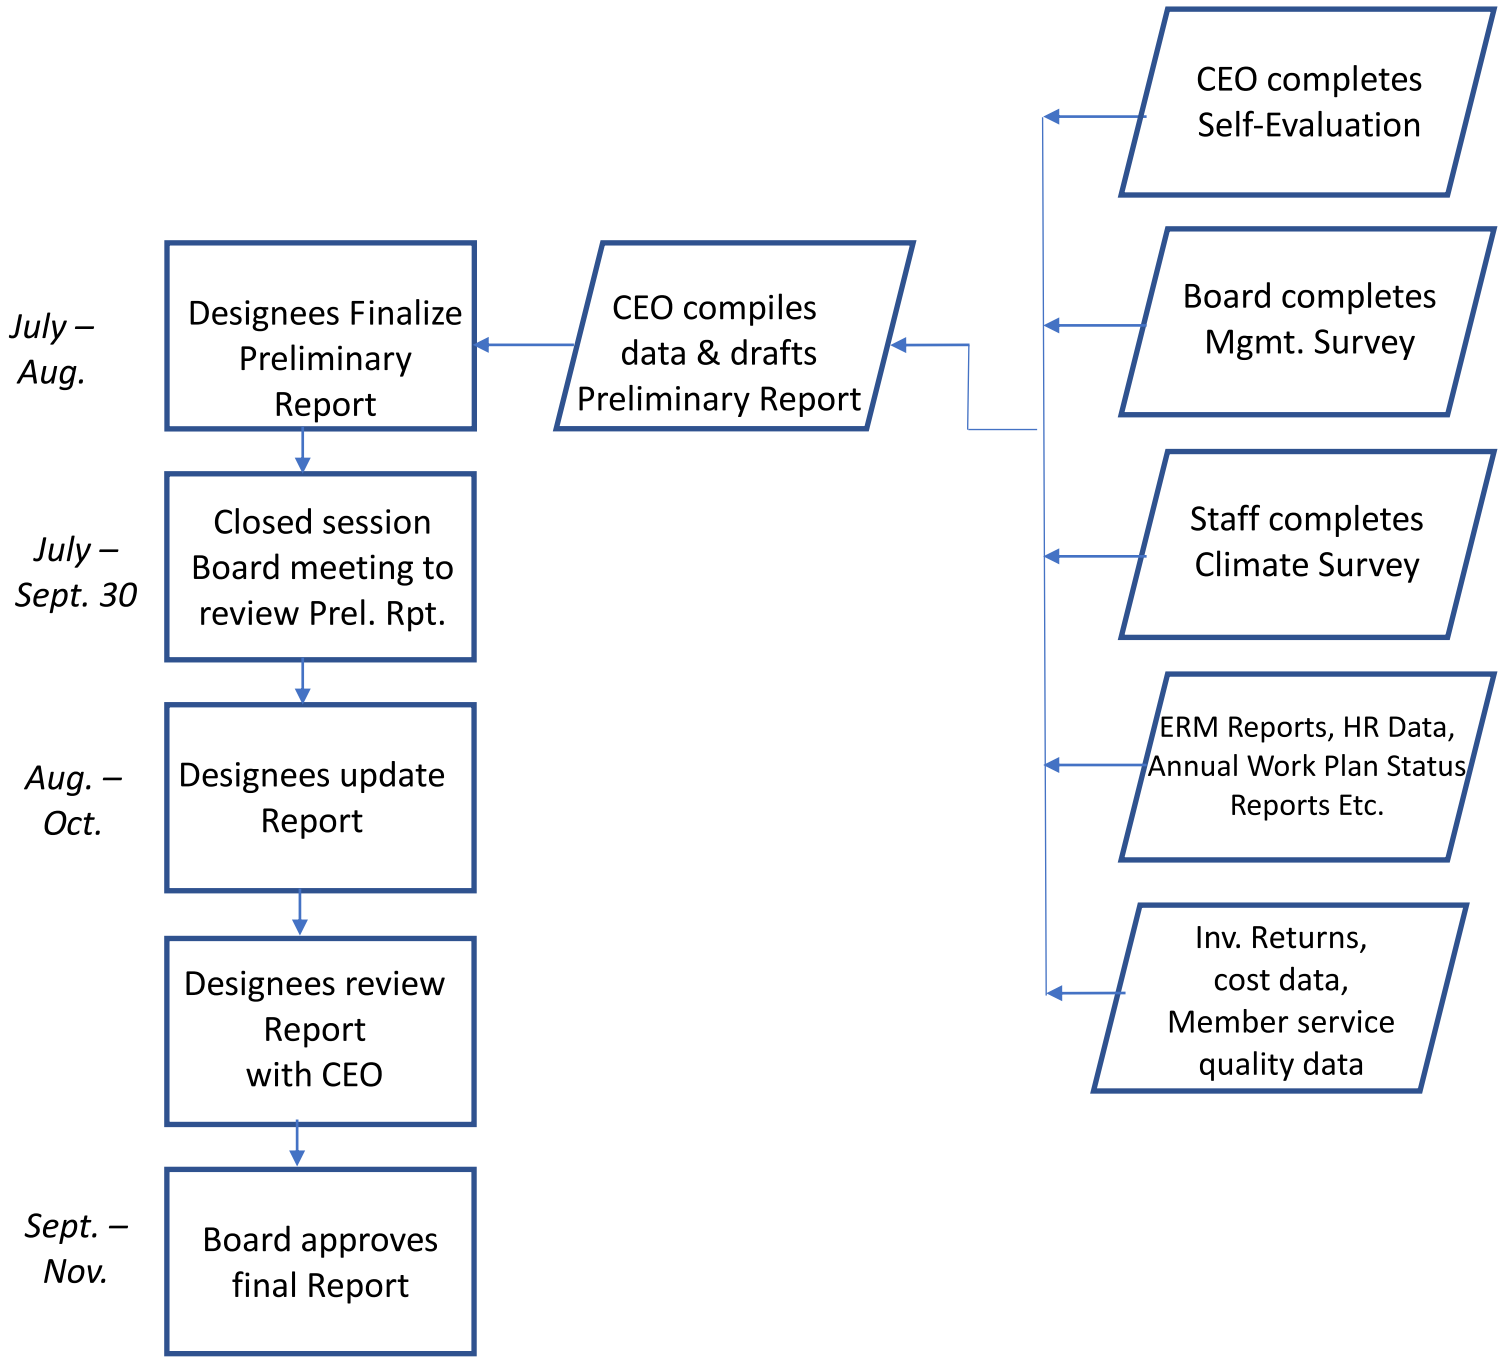 CEO completes
Self-Evaluation
Board completes
Mgmt. Survey
Staff completes
Climate Survey
ERM Reports, HR Data,
Annual Work Plan Status
Reports Etc.
Inv. Returns,
cost data,
Member service
quality data
CEO compiles
data & drafts
Preliminary Report
July –
Aug.
Designees Finalize
Preliminary
Report
July –
Sept. 30
Closed session
Board meeting to
review Prel. Rpt.
Aug. –
Oct.
Designees update
Report
Designees review
Report
with CEO
Sept. –
Nov.
Board approves
final Report